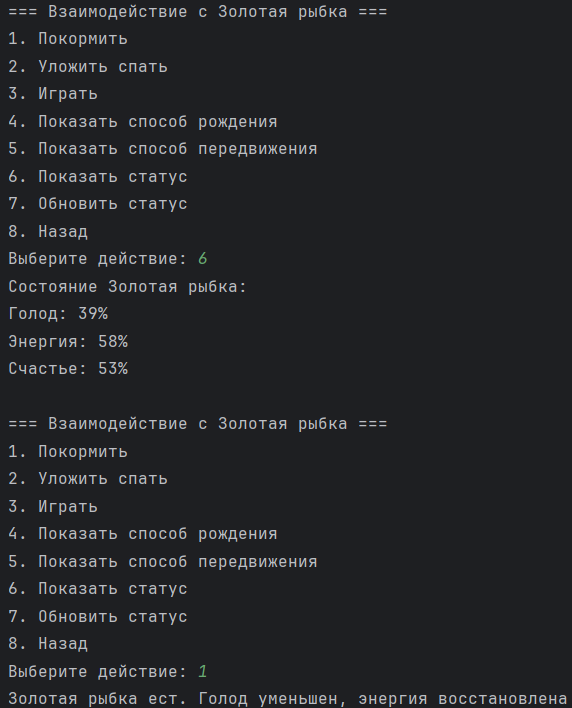 === Взаимодействие с Золотая рыбка ===
1. Покормить
2. Уложить спать
3. Играть
4. Показать способ рождения
5. Показать способ передвижения
6. Показать статус
7. Обновить статус
8. Назад
Выберите действие: 6
Состояние Золотая рыбка:
Голод: 39%
Энергия: 58%
Счастье: 53%
=== Взаимодействие с Золотая рыбка ===
1. Покормить
2. Уложить спать
3. Играть
4. Показать способ рождения
5. Показать способ передвижения
6. Показать статус
7. Обновить статус
8. Назад
Выберите действие: 1
Золотая рыбка ест. Голод уменьшен, энергия восстановлена